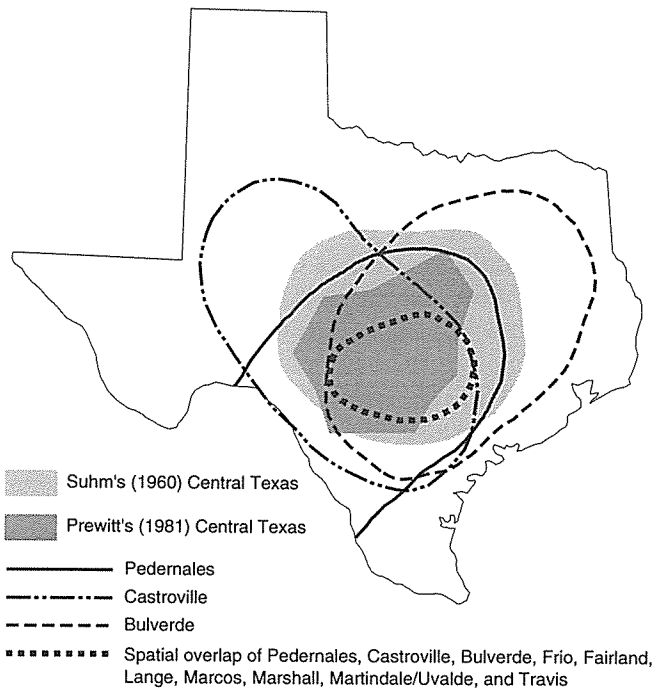 Suhm's (1960) Central Texas
Prewitt's (1981) Central Texas
Pedernales
Castroville
Bulverde
Spatial overlap of Pedernales, Castroville, Bulverde, Frio, Fairland,
Lange, Marcos, Marshall, Martindale/Uvalde, and Travis